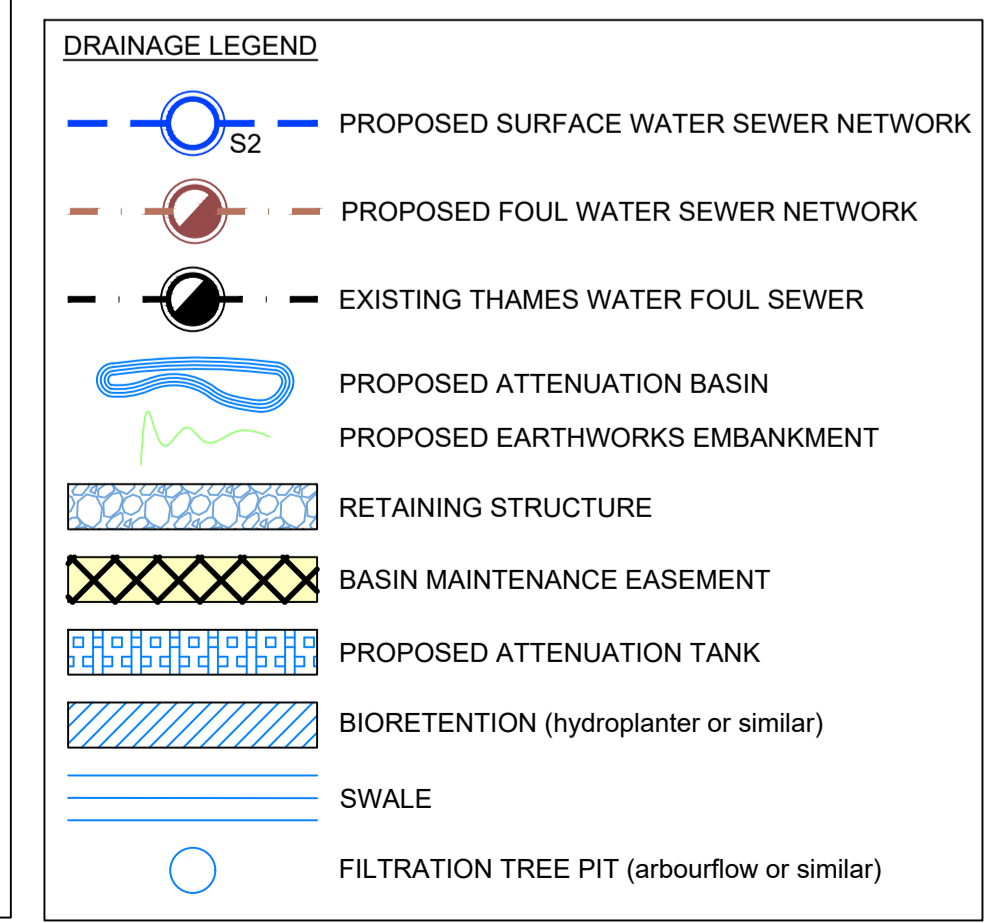 DRAINAGE LEGEND
S2
PROPOSED SURFACE WATER SEWER NETWORK
PROPOSED FOUL WATER SEWER NETWORK
EXISTING THAMES WATER FOUL SEWER
PROPOSED ATTENUATION BASIN
PROPOSED EARTHWORKS EMBANKMENT
RETAINING STRUCTURE
BASIN MAINTENANCE EASEMENT
PROPOSED ATTENUATION TANK
BIORETENTION (hydroplanter or similar)
SWALE
FILTRATION TREE PIT (arbourflow or similar)